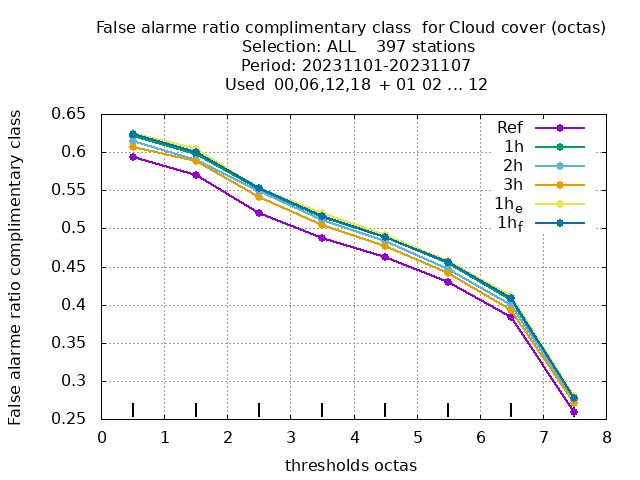 False alarme ratio complimentary class  for Cloud cover (octas)
Selection: ALL    397 stations
Period: 20231101-20231107
Used  00,06,12,18 + 01 02 ... 12
False alarme ratio complimentary class
0.65
0.6
0.55
0.5
0.45
0.4
0.35
0.3
0.25
Ref
1h
2h
3h
1he
1hf
0 1 2 3 4 5 6 7 8
thresholds octas